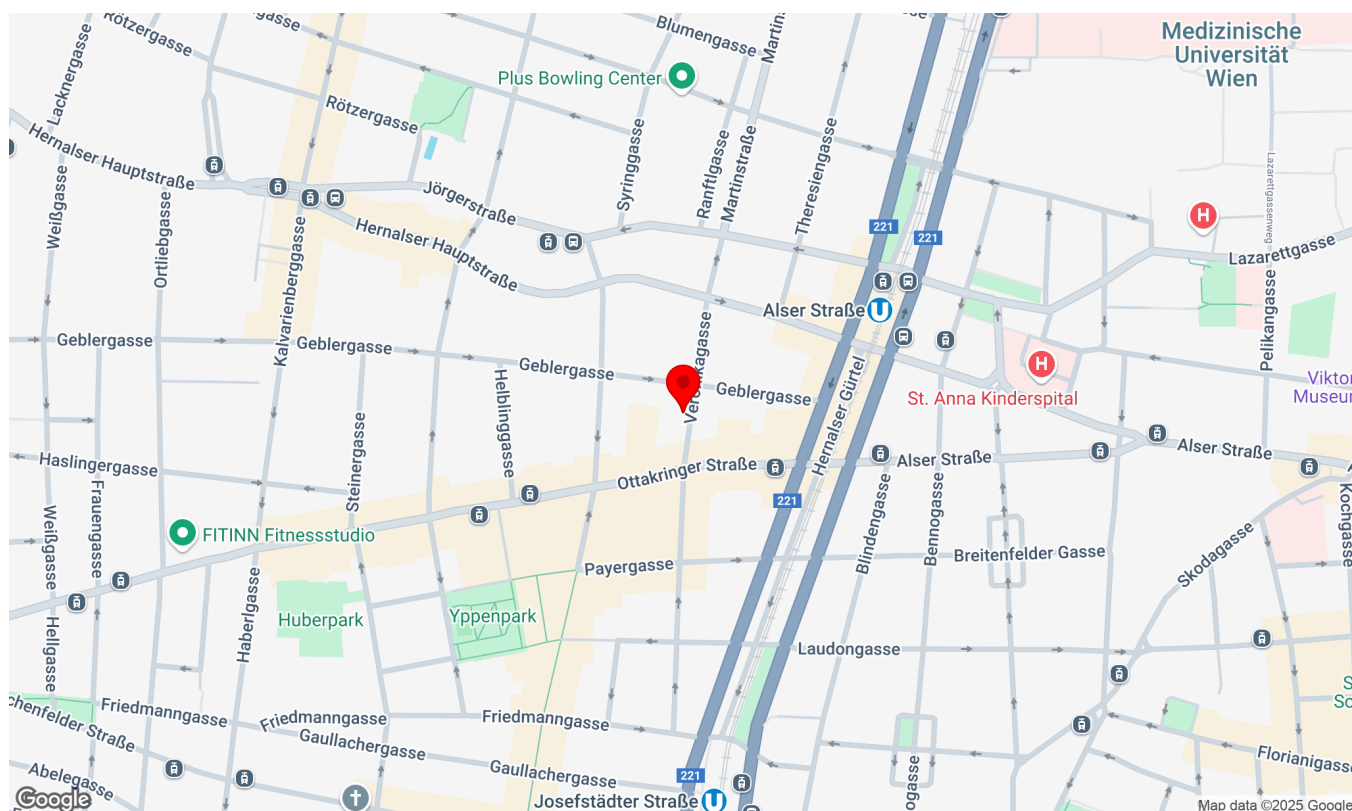 Medizinische
Universität
Wien
Blumengasse
Rötzergasse
Lacknergasse
Plus Bowling Center
Rötzergasse
Hernalser Hauptstraße
Weißgasse
Ortliebgasse
Kalvarienberggasse
Jörgerstraße
Syringgasse
Ranftlgasse
Martinstraße
Theresiengasse
Lazarettgassenweg
H
Lazarettgasse
221
221
Hernalser Hauptstraße
Pelikangasse
Alser Straße
U
Geblergasse
Geblergasse
Geblergasse
Geblergasse
Helblinggasse
Hernalser Gürtel
H
St. Anna Kinderspital
Haslingergasse
Steinergasse
Ottakringer Straße
Alser Straße
Alser Straße
221
Weißgasse
Frauengasse
Blindengasse
Bennogasse
Kochgasse
FITINN Fitnessstudio
Payergasse
Breitenfelder Gasse
Skodagasse
Haberlgasse
Huberpark
Yppenpark
Hellgasse
Laudongasse
Friedmanngasse
Friedmanngasse
Friedmanngasse
Gaullachergasse
Gaullachergasse
Abelegasse
Florianigasse
221
Josefstädter Straße
U
Google
Map data ©2025 Google